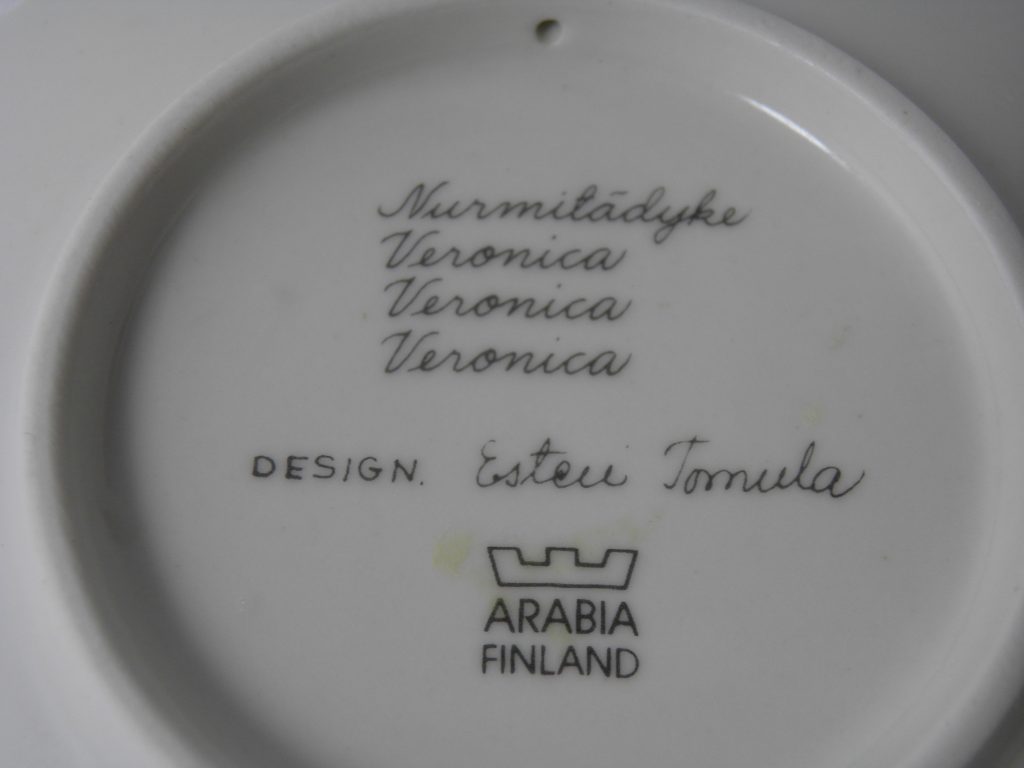 Nurmitädyke
Veronica
Veronica
Veronica
DESIGN. Esteri Tomula
ARABIA
FINLAND